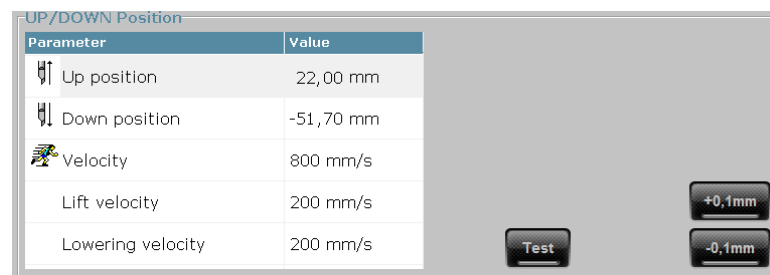 UP/DOWN Position
Parameter Value
Up position 22,00 mm
Down position -51,70 mm
Velocity 800 mm/s
Lift velocity 200 mm/s
+0,1mm
Lowering velocity 200 mm/s
Test -0,1mm